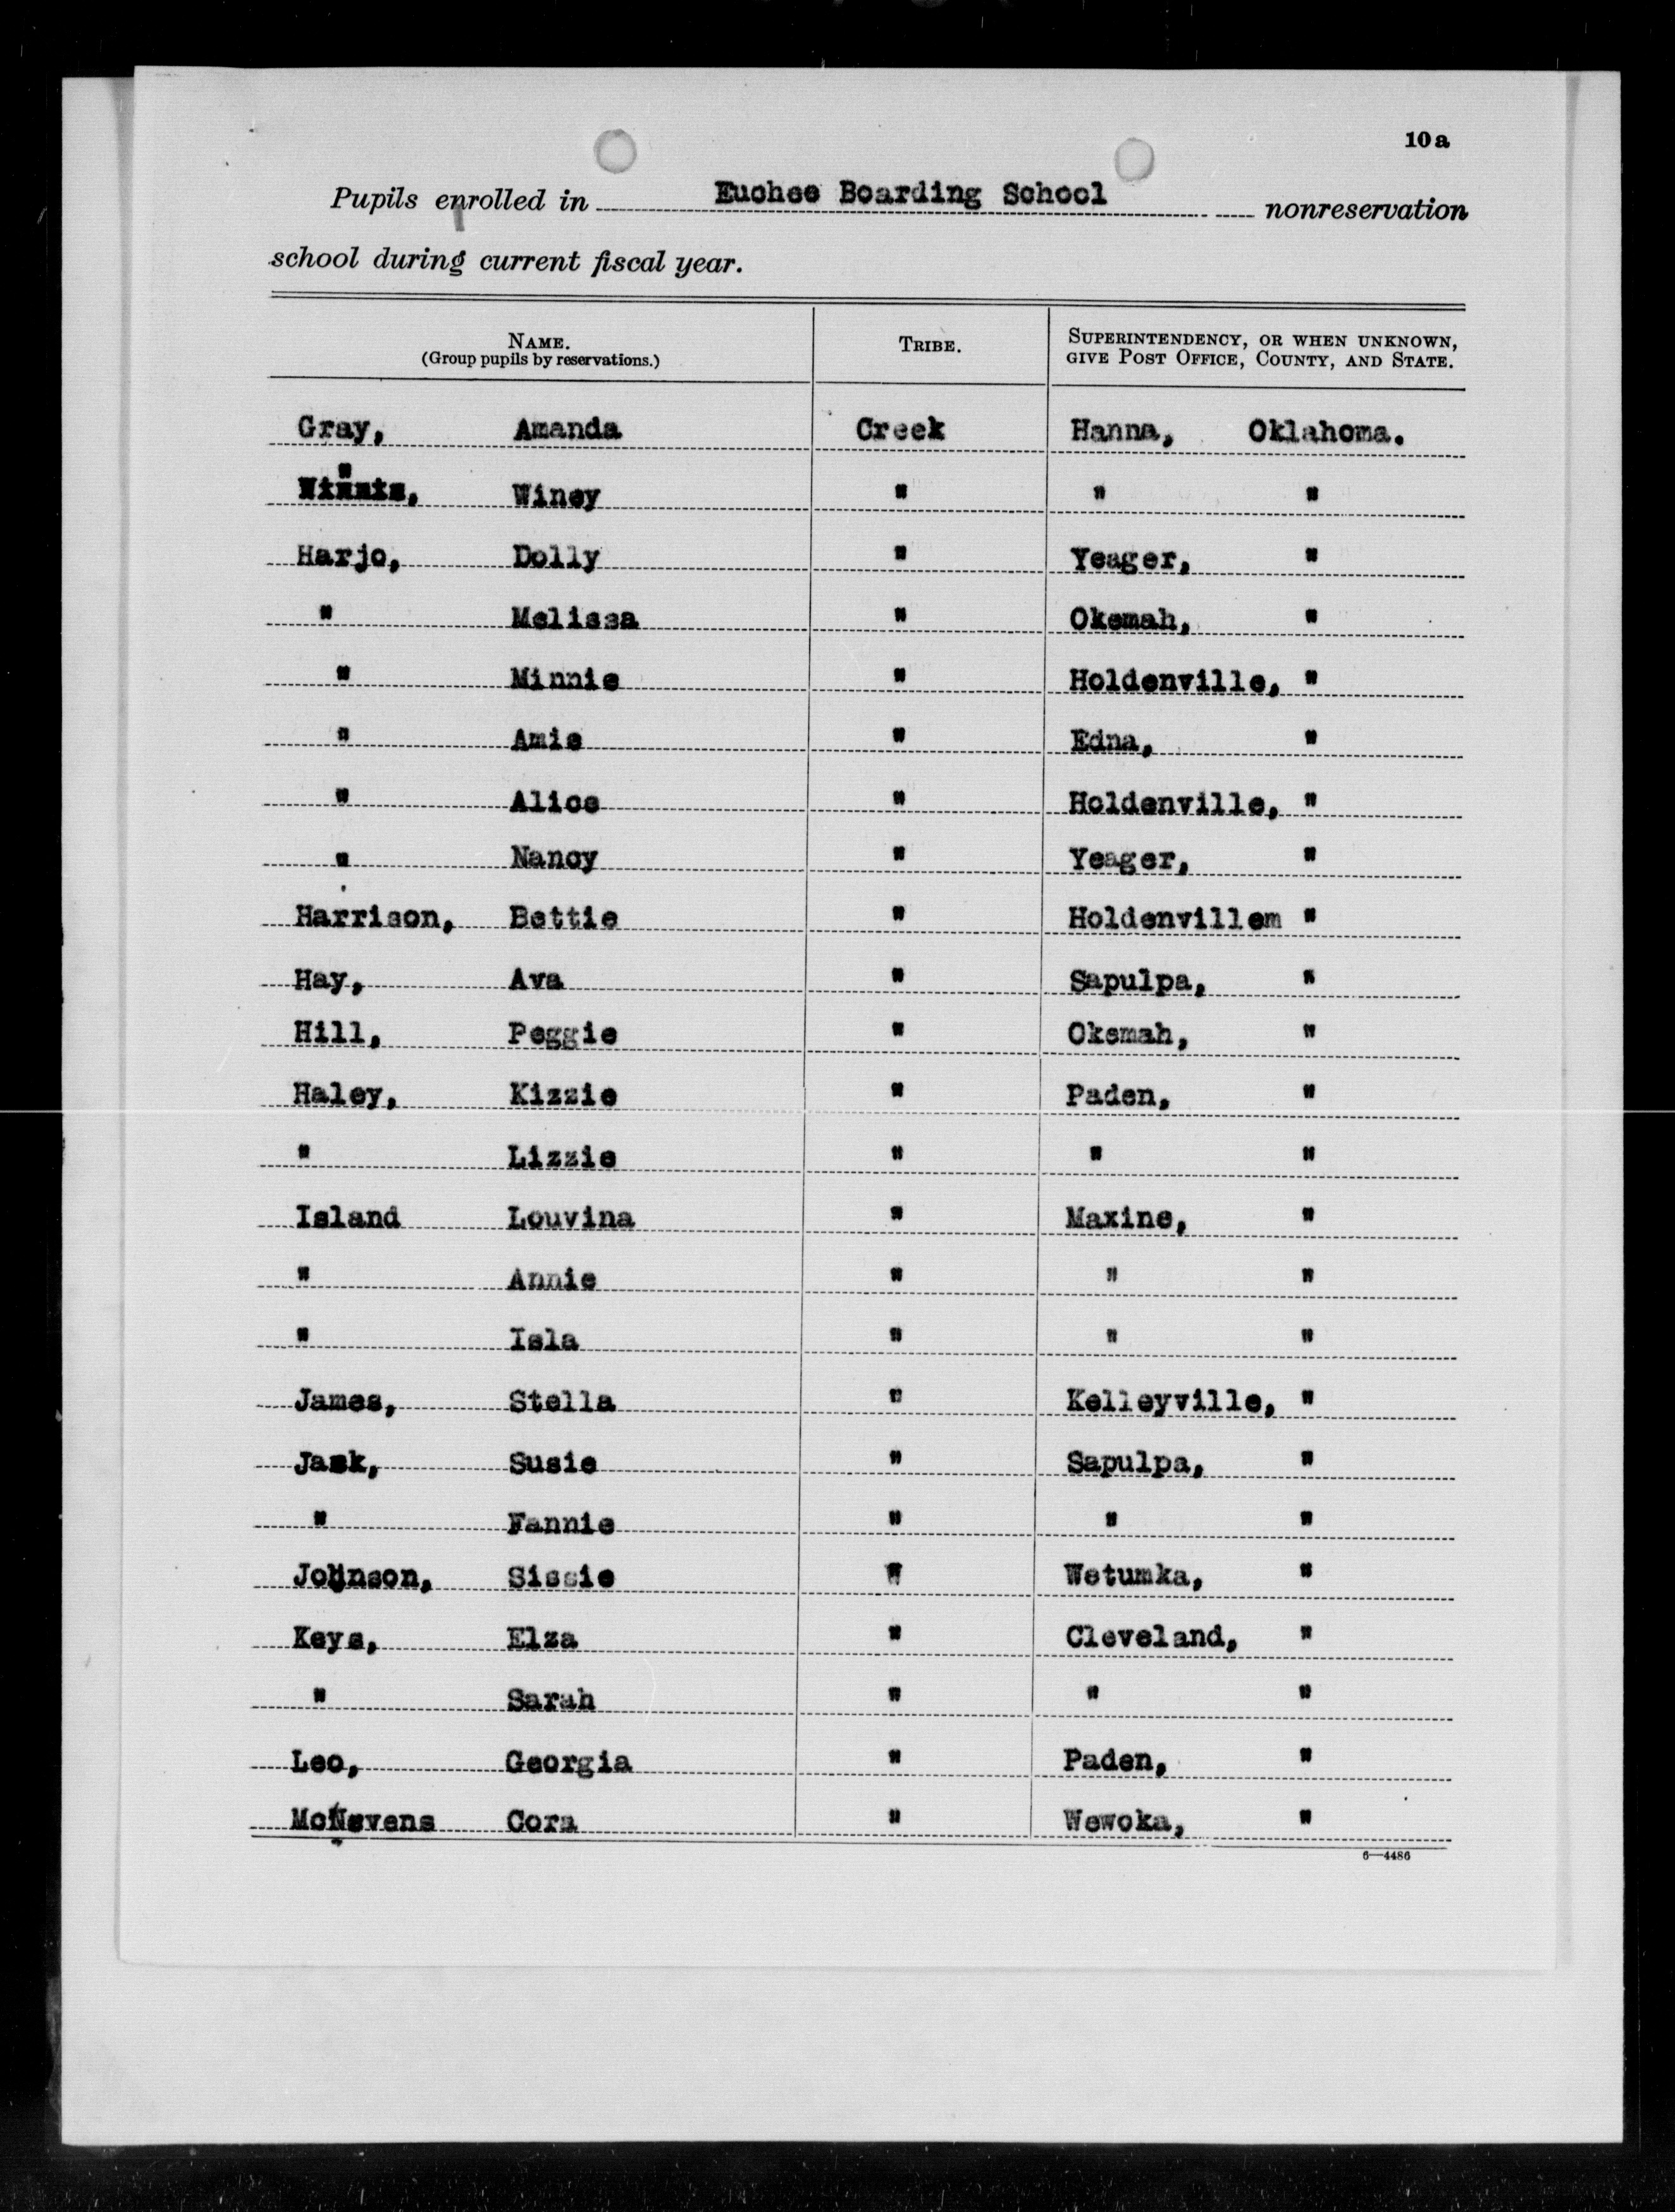 10a
Pupils enrolled in Euchee Boarding School nonreservation
school during current fiscal year.
NAME. (Group pupils by reservations.) TRIBE. SUPERINTENDENCY, OR WHEN UNKNOWN, GIVE POST OFFICE, COUNTY, AND STATE.
Gray, Amanda Creek Hanna, Oklahoma.
" Winey " " "
Harjo, Dolly " Yeager, "
" Melissa " Okemah, "
" Minnie " Holdenville, "
" Amie " Edna, "
" Alice " Holdenville, "
" Nancy " Yeager, "
Harrison, Bettie " Holdenvillem "
Hay, Ava " Sapulpa, "
Hill, Peggie " Okemah, "
Haley, Kizzie " Paden, "
" Lizzie " " "
Island Louvina " Maxine, "
" Annie " " "
" Isla " " "
James, Stella " Kelleyville, "
Jack, Susie " Sapulpa, "
" Fannie " " "
Johnson, Sissie " Wetumka, "
Keys, Elza " Cleveland, "
" Sarah " " "
Leo, Georgia " Paden, "
McNevens Cora " Wewoka, "
6—4486